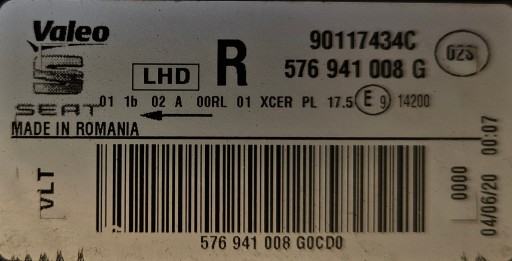 Valeo
R
90117434C
023
LHD
576 941 008 G
SEAT
01 1b 02 A 00RL 01 XCER PL 17.5 E 9 14200
MADE IN ROMANIA
VLT
0000
04/06/20 00:07
576 941 008 G0CD0